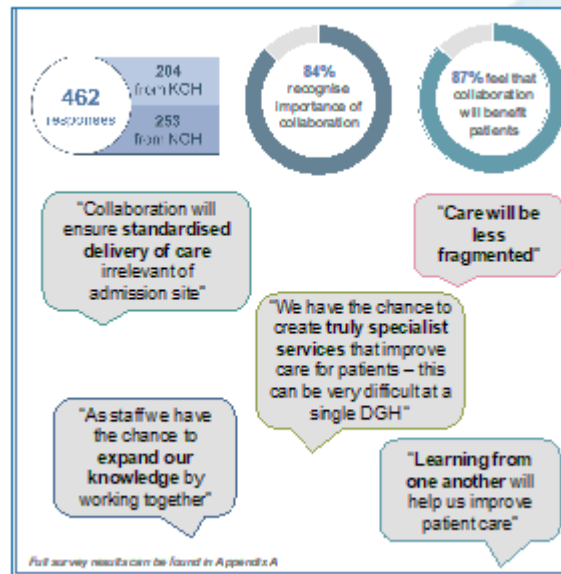 462
responses
204
from KGH
253
from NGH
84%
recognise
importance of
collaboration
87% feel that
collaboration
will benefit
patients
"Collaboration will
ensure standardised
delivery of care
irrelevant of
admission site"
"Care will be
less
fragmented"
"We have the chance to
create truly specialist
services that improve
care for patients – this
can be very difficult at a
single DGH"
"As staff we have
the chance to
expand our
knowledge by
working together"
"Learning from
one another will
help us improve
patient care"
Full survey results can be found in Appendix A